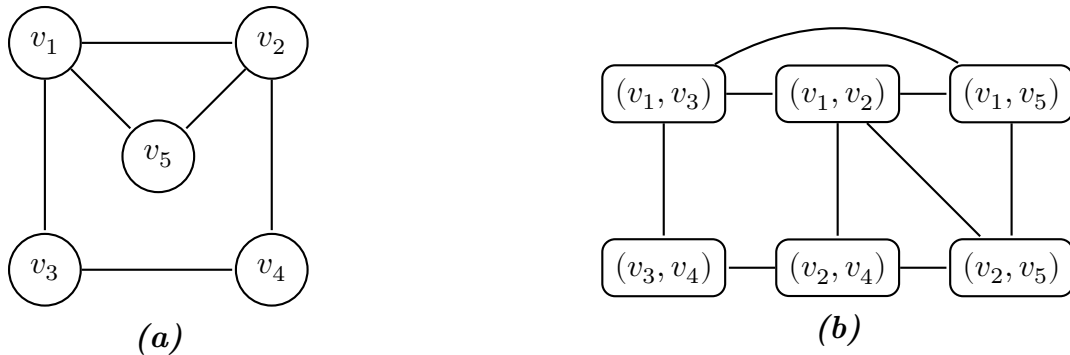 v₁
v₂
v₅
v₃
v₄
(a)
(v₁, v₃)
(v₁, v₂)
(v₁, v₅)
(v₃, v₄)
(v₂, v₄)
(v₂, v₅)
(b)